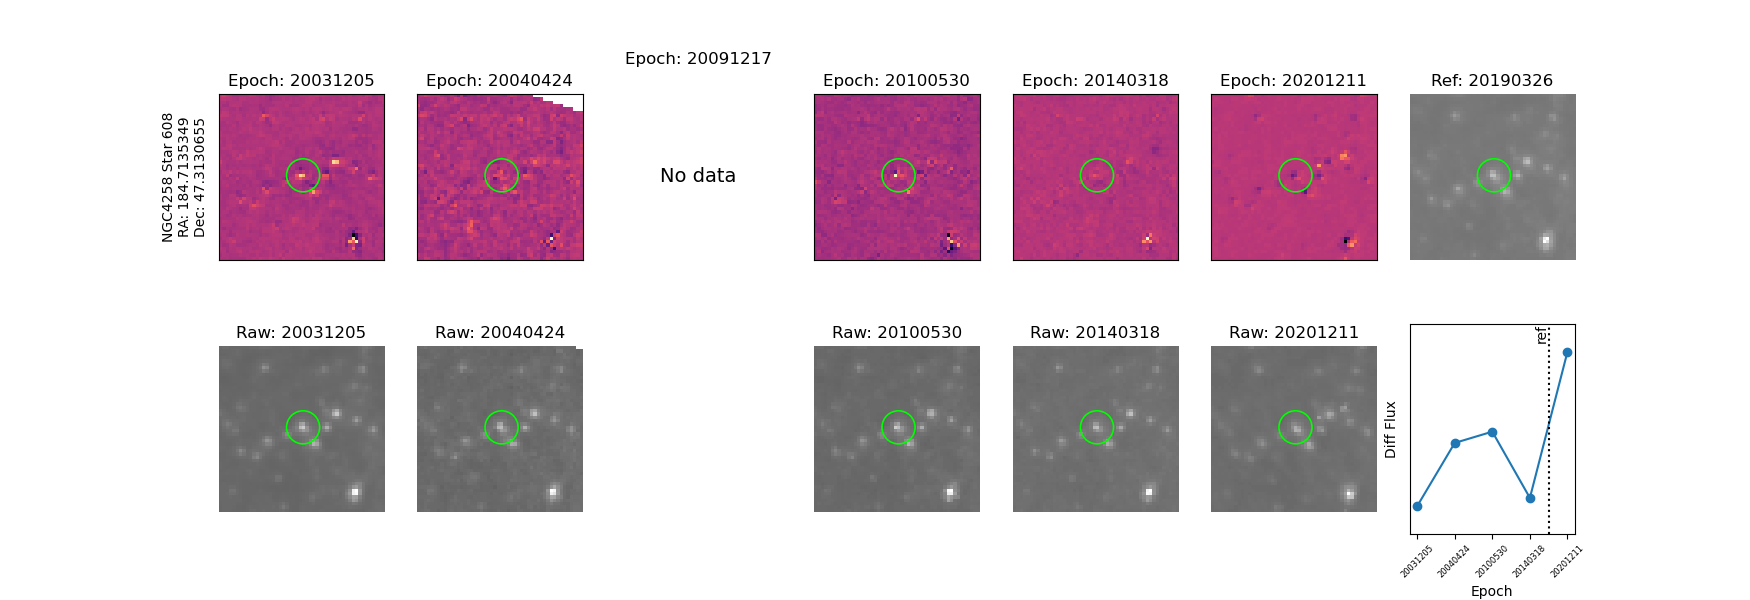 Epoch: 20091217
Epoch: 20031205
Epoch: 20040424
Epoch: 20100530
Epoch: 20140318
Epoch: 20201211
Ref: 20190326
NGC4258 Star 608
RA: 184.7135349
Dec: 47.3130655
No data
Raw: 20031205
Raw: 20040424
Raw: 20100530
Raw: 20140318
Raw: 20201211
ref
Diff Flux
20031205
20040424
20100530
20140318
20201211
Epoch